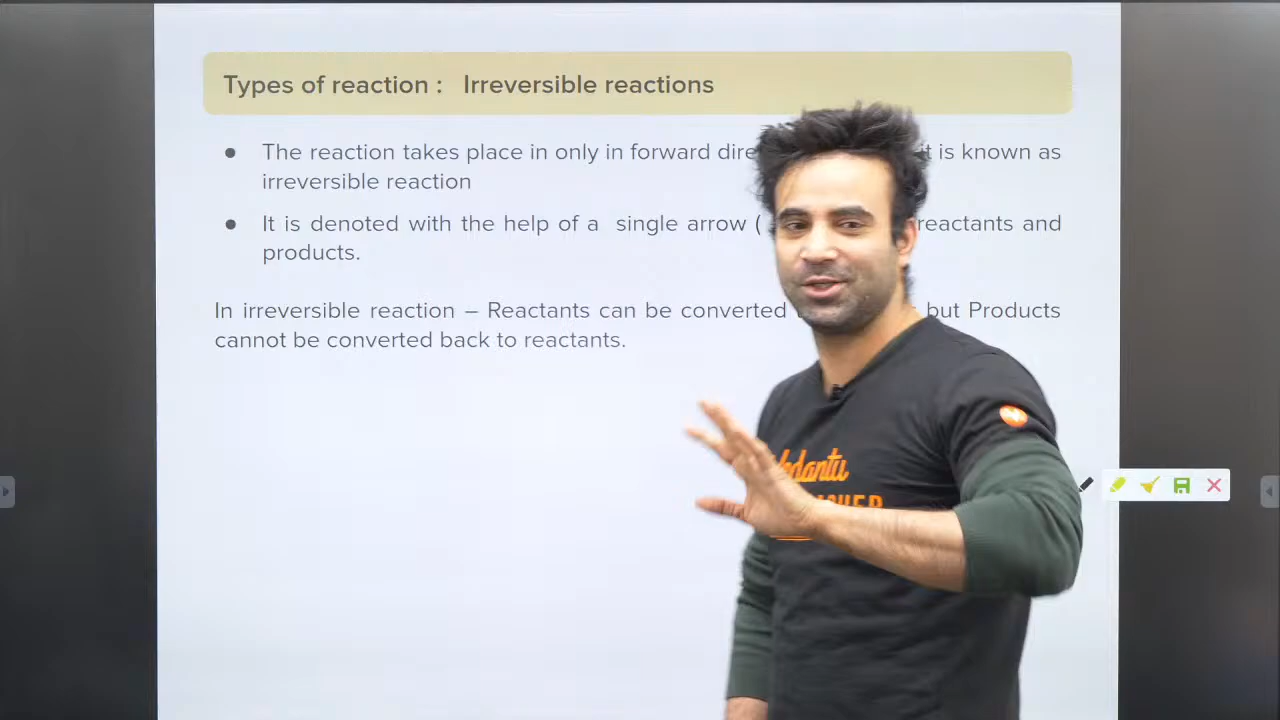 Types of reaction : Irreversible reactions
● The reaction takes place in only in forward it is known as
irreversible reaction
● It is denoted with the help of a single arrow ( reactants and
products.
In irreversible reaction – Reactants can be converted but Products
cannot be converted back to reactants.